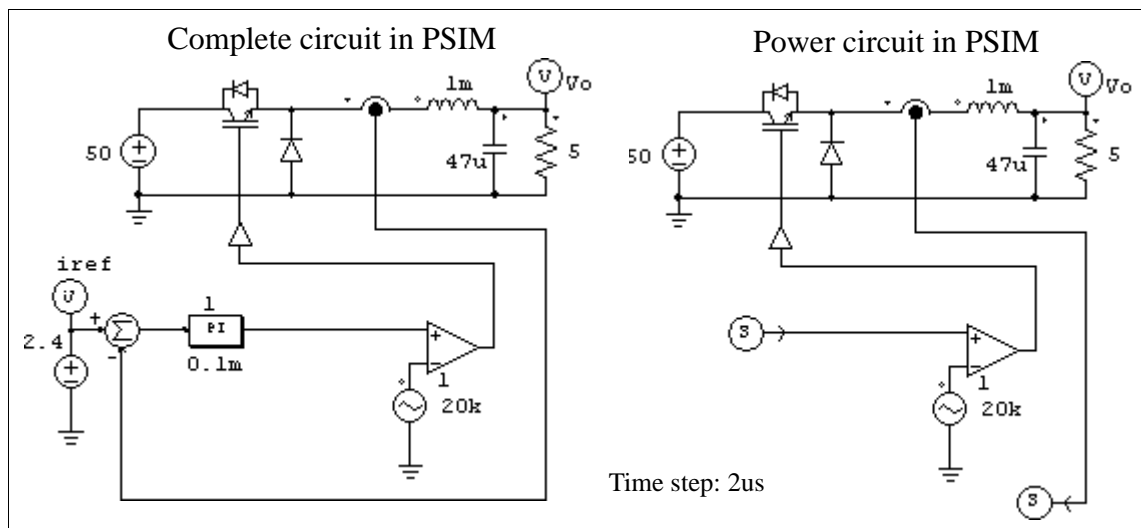 Complete circuit in PSIM
Power circuit in PSIM
1m
V
Vo
50
47u
5
1m
V
Vo
50
47u
5
iref
V
2.4
+
Σ
-
1
PI
0.1m
+
-
1
20k
S
+
-
1
20k
Time step: 2us
S